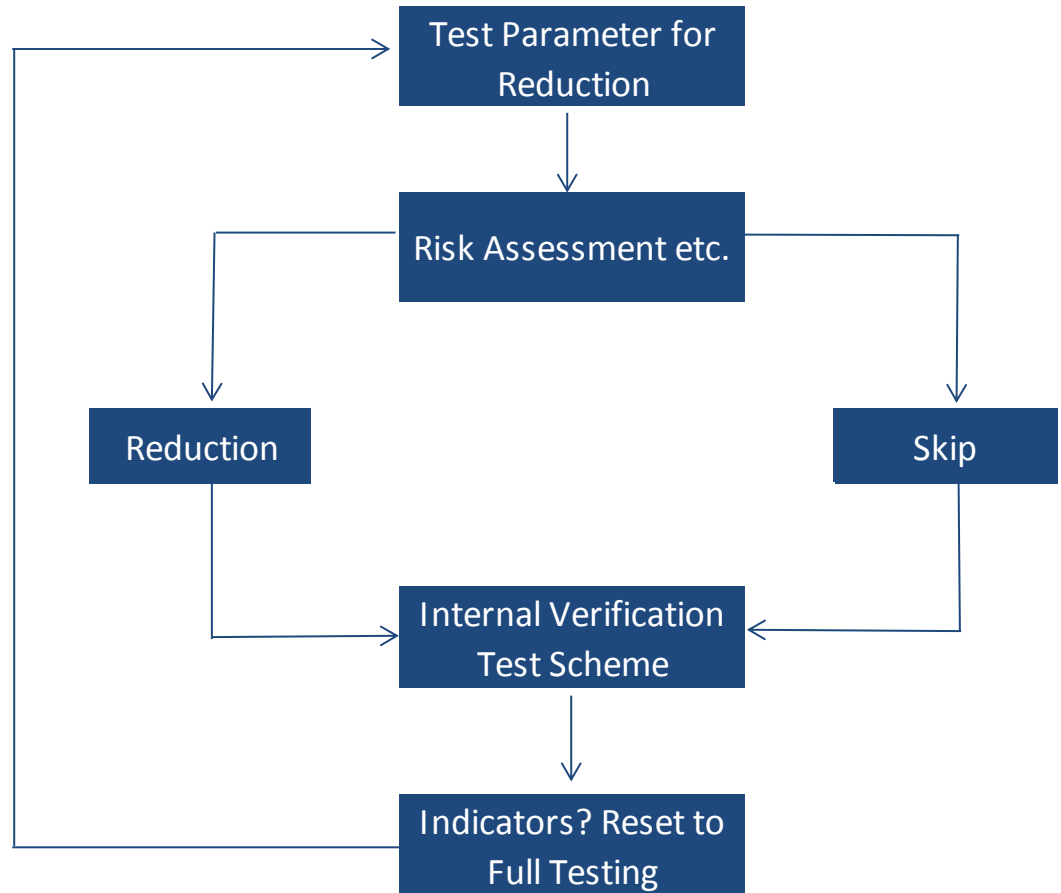 Test Parameter for
Reduction
Risk Assessment etc.
Reduction
Skip
Internal Verification
Test Scheme
Indicators? Reset to
Full Testing